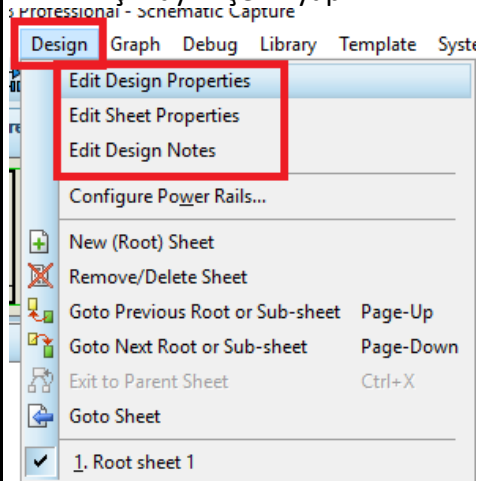 s Professional - Schematic Capture
Design Graph Debug Library Template Syste
Edit Design Properties
Edit Sheet Properties
Edit Design Notes
Configure Power Rails...
New (Root) Sheet
Remove/Delete Sheet
Goto Previous Root or Sub-sheet Page-Up
Goto Next Root or Sub-sheet Page-Down
Exit to Parent Sheet Ctrl+X
Goto Sheet
1. Root sheet 1